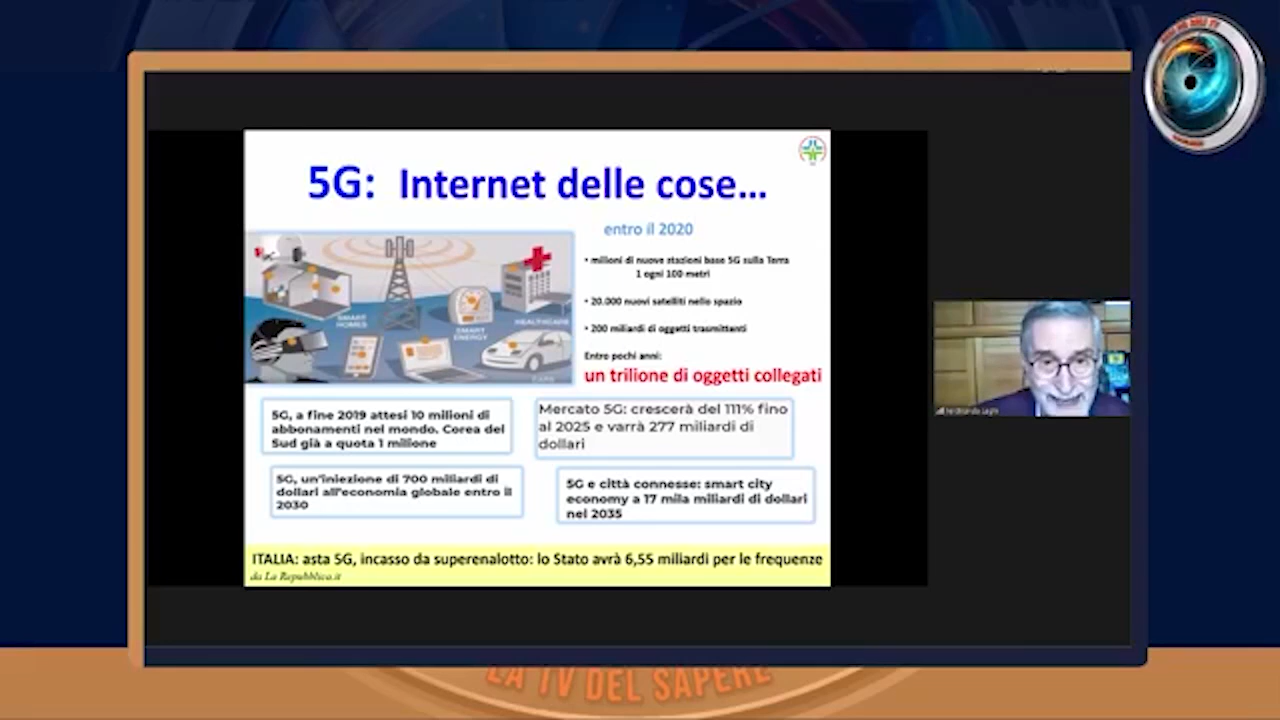 5G: Internet delle cose...
entro il 2020
• milioni di nuove stazioni base 5G sulla Terra
1 ogni 100 metri
• 20.000 nuovi satelliti nello spazio
• 200 miliardi di oggetti trasmittenti
Entro pochi anni:
un trilione di oggetti collegati
SMART
HOMES
SMART
ENERGY
HEALTHCARE
CARS
5G, a fine 2019 attesi 10 milioni di
abbonamenti nel mondo. Corea del
Sud già a quota 1 milione
Mercato 5G: crescerà del 111% fino
al 2025 e varrà 277 miliardi di
dollari
5G, un'iniezione di 700 miliardi di
dollari all'economia globale entro il
2030
5G e città connesse: smart city
economy a 17 mila miliardi di dollari
nel 2035
ITALIA: asta 5G, incasso da superenalotto: lo Stato avrà 6,55 miliardi per le frequenze
da La Repubblica.it
LA TV DEL SAPERE